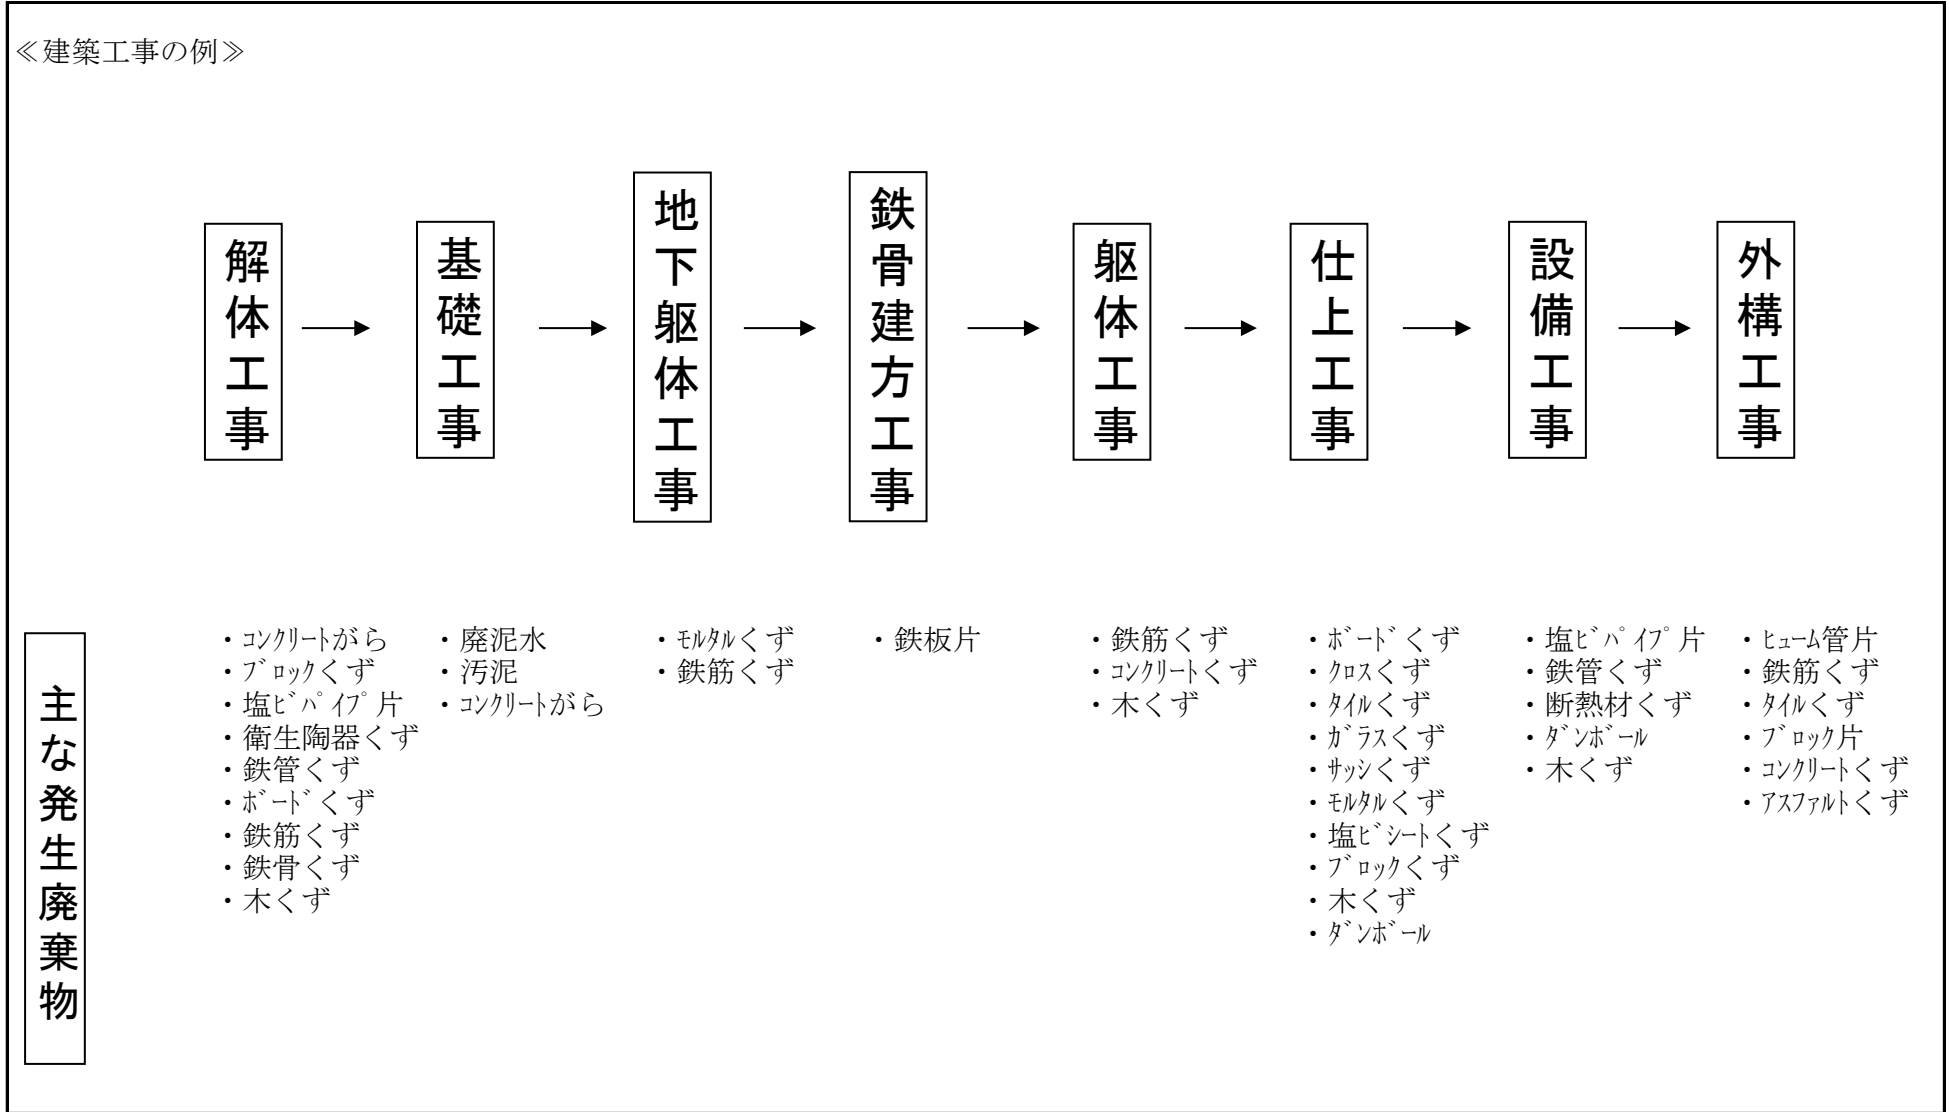 ≪建築工事の例≫
解体工事
基礎工事
地下躯体工事
鉄骨建方工事
躯体工事
仕上工事
設備工事
外構工事
主な発生廃棄物
・ｺﾝｸﾘｰﾄがら
・ﾌﾞﾛｯｸくず
・塩ﾋﾞﾊﾟｲﾌﾟ片
・衛生陶器くず
・鉄管くず
・ﾎﾞｰﾄﾞくず
・鉄筋くず
・鉄骨くず
・木くず
・廃泥水
・汚泥
・ｺﾝｸﾘｰﾄがら
・ﾓﾙﾀﾙくず
・鉄筋くず
・鉄板片
・鉄筋くず
・ｺﾝｸﾘｰﾄくず
・木くず
・ﾎﾞｰﾄﾞくず
・ｸﾛｽくず
・ﾀｲﾙくず
・ｶﾞﾗｽくず
・ｻｯｼくず
・ﾓﾙﾀﾙくず
・塩ﾋﾞｼｰﾄくず
・ﾌﾞﾛｯｸくず
・木くず
・ﾀﾞﾝﾎﾞｰﾙ
・塩ﾋﾞﾊﾟｲﾌﾟ片
・鉄管くず
・断熱材くず
・ﾀﾞﾝﾎﾞｰﾙ
・木くず
・ﾋｭｰﾑ管片
・鉄筋くず
・ﾀｲﾙくず
・ﾌﾞﾛｯｸ片
・ｺﾝｸﾘｰﾄくず
・ｱｽﾌｧﾙﾄくず